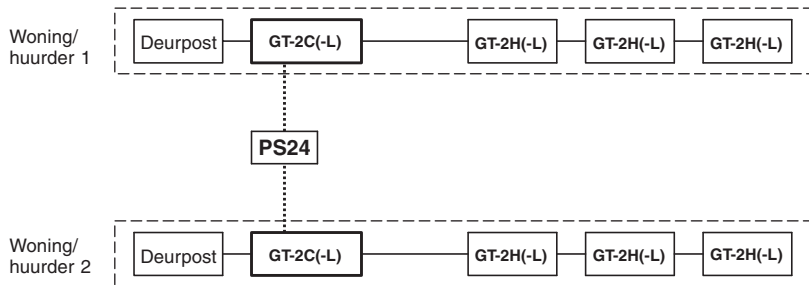 Woning/
huurder 1
Deurpost
GT-2C(-L)
GT-2H(-L)
GT-2H(-L)
GT-2H(-L)
PS24
Woning/
huurder 2
Deurpost
GT-2C(-L)
GT-2H(-L)
GT-2H(-L)
GT-2H(-L)